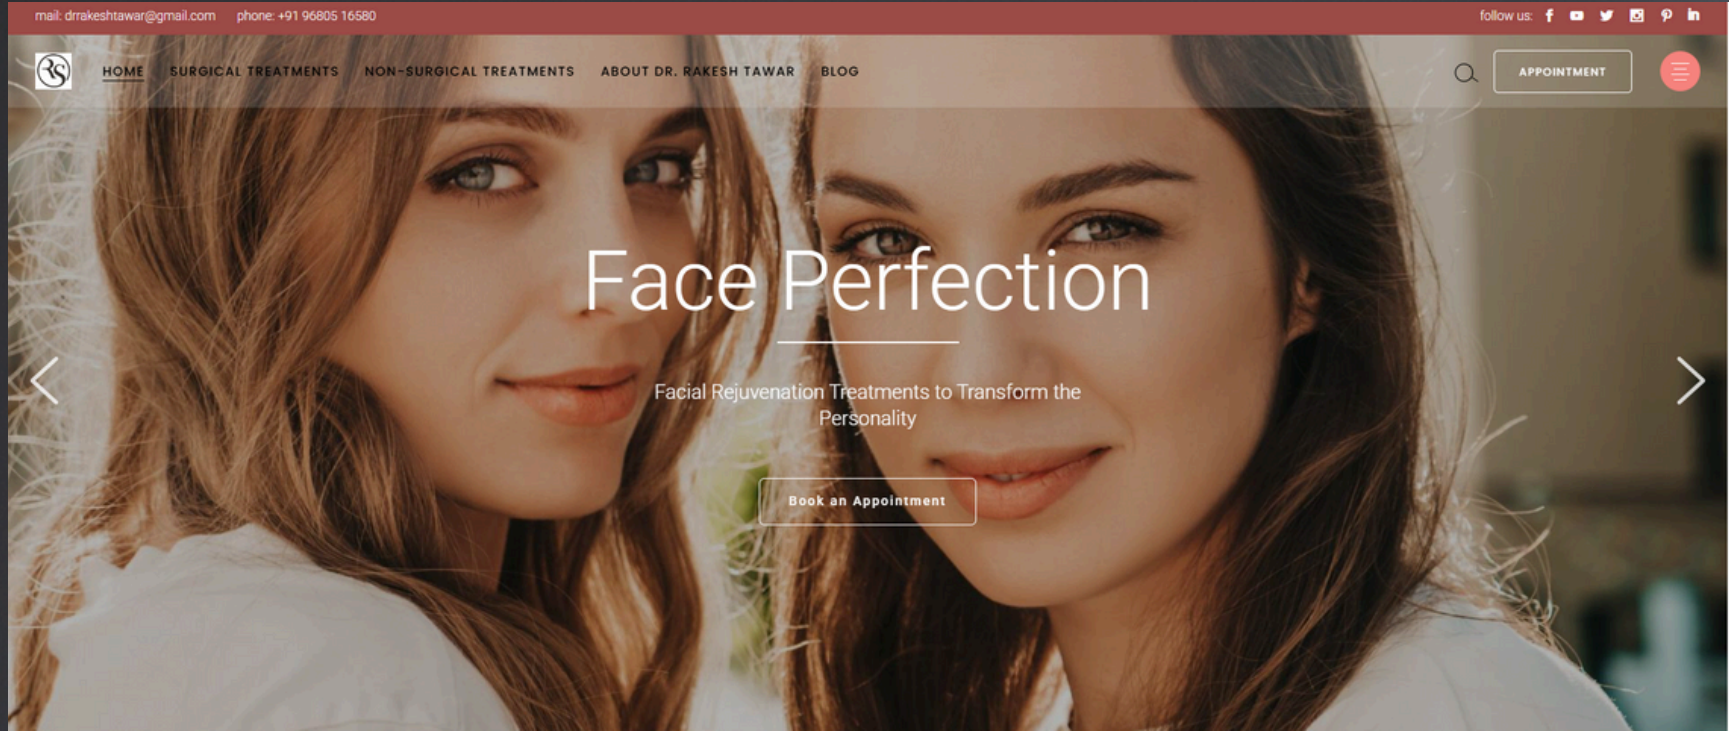 mail: drrakeshtawar@gmail.com phone: +91 96805 16580 follow us:
RS HOME SURGICAL TREATMENTS NON-SURGICAL TREATMENTS ABOUT DR. RAKESH TAWAR BLOG APPOINTMENT
Face Perfection
Facial Rejuvenation Treatments to Transform the
Personality
Book an Appointment